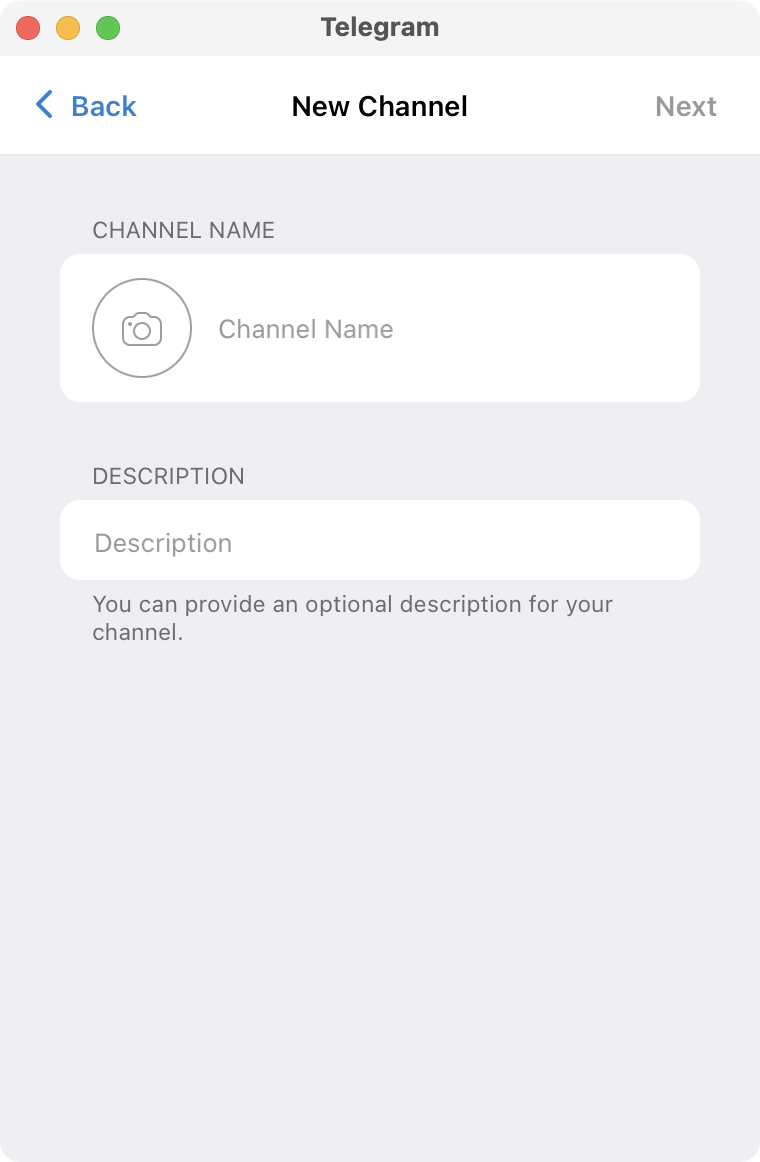 Telegram
Back
New Channel
Next
CHANNEL NAME
Channel Name
DESCRIPTION
Description
You can provide an optional description for your
channel.